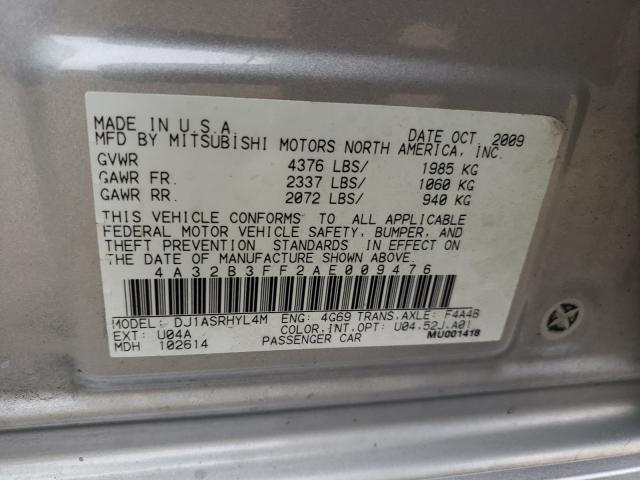 MADE IN U.S.A. DATE OCT 2009
MFD BY MITSUBISHI MOTORS NORTH AMERICA, INC.
GVWR 4376 LBS/ 1985 KG
GAWR FR. 2337 LBS/ 1060 KG
GAWR RR. 2072 LBS/ 940 KG
THIS VEHICLE CONFORMS TO ALL APPLICABLE
FEDERAL MOTOR VEHICLE SAFETY, BUMPER, AND
THEFT PREVENTION STANDARDS IN EFFECT ON
THE DATE OF MANUFACTURE SHOWN ABOVE.
4A32B3FF2AE009476
MODEL: DJ1ASRHYL4M ENG: 4G69 TRANS,AXLE: F4A4B
EXT: U04A COLOR,INT,OPT: U04,52J,A01
MDH 102614 PASSENGER CAR MU001418